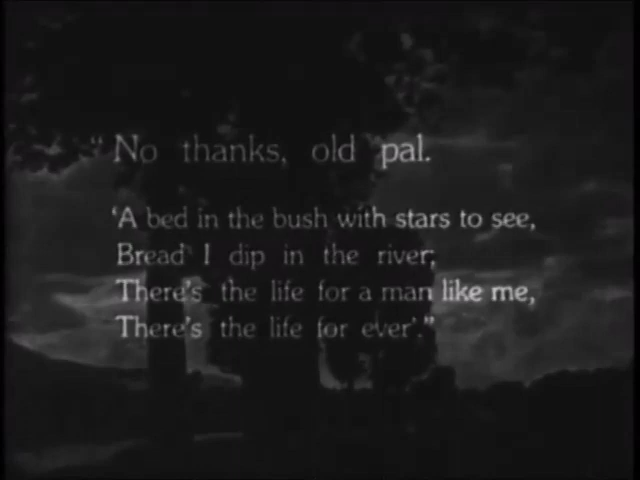 "No thanks, old pal.
'A bed in the bush with stars to see,
Bread I dip in the river;
There's the life for a man like me,
There's the life for ever'."